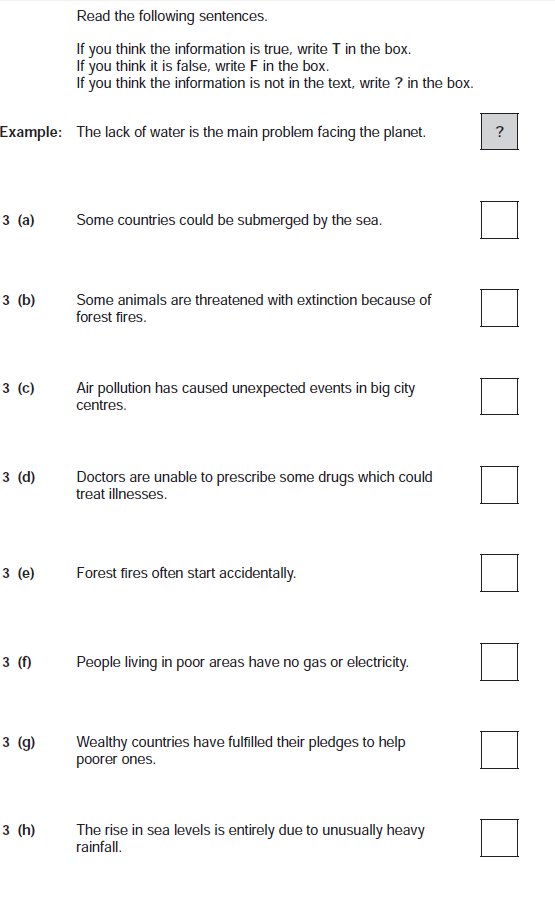 Read the following sentences.
If you think the information is true, write T in the box.
If you think it is false, write F in the box.
If you think the information is not in the text, write ? in the box.
Example: The lack of water is the main problem facing the planet. ?
3 (a) Some countries could be submerged by the sea.
3 (b) Some animals are threatened with extinction because of
forest fires.
3 (c) Air pollution has caused unexpected events in big city
centres.
3 (d) Doctors are unable to prescribe some drugs which could
treat illnesses.
3 (e) Forest fires often start accidentally.
3 (f) People living in poor areas have no gas or electricity.
3 (g) Wealthy countries have fulfilled their pledges to help
poorer ones.
3 (h) The rise in sea levels is entirely due to unusually heavy
rainfall.